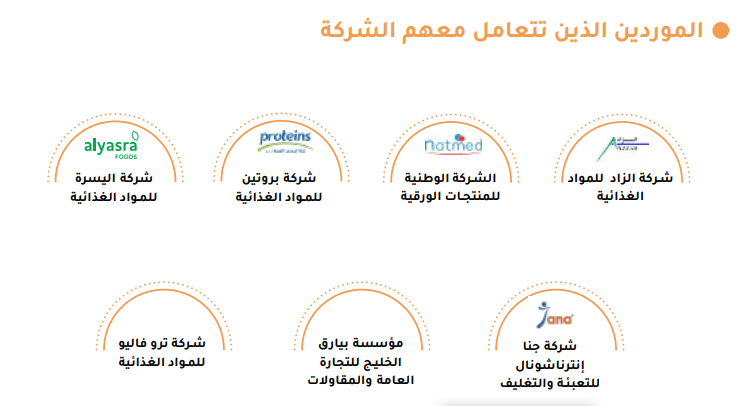 الموردين الذين تتعامل معهم الشركة
شركة الزاد للمواد
الغذائية
natmed
الشركة الوطنية
للمنتجات الورقية
proteins
شركة بروتين
للمواد الغذائية
alyasra
FOODS
شركة اليسرة
للمواد الغذائية
Jana
شركة جنا
إنترناشونال
للتعبئة والتغليف
مؤسسة بيارق
الخليج للتجارة
العامة والمقاولات
شركة ترو فاليو
للمواد الغذائية